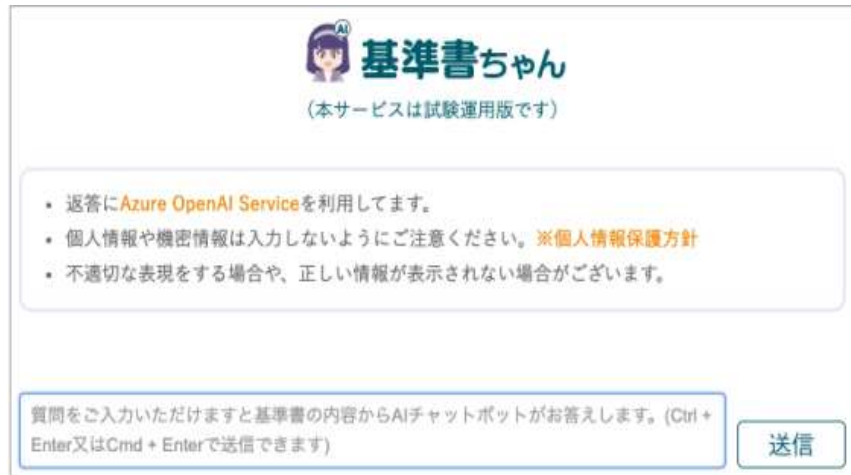 AI
基準書ちゃん
（本サービスは試験運用版です）
• 返答にAzure OpenAI Serviceを利用してます。
• 個人情報や機密情報は入力しないようにご注意ください。※個人情報保護方針
• 不適切な表現をする場合や、正しい情報が表示されない場合がございます。
質問をご入力いただけますと基準書の内容からAIチャットボットがお答えします。(Ctrl +
Enter又はCmd + Enterで送信できます)
送信